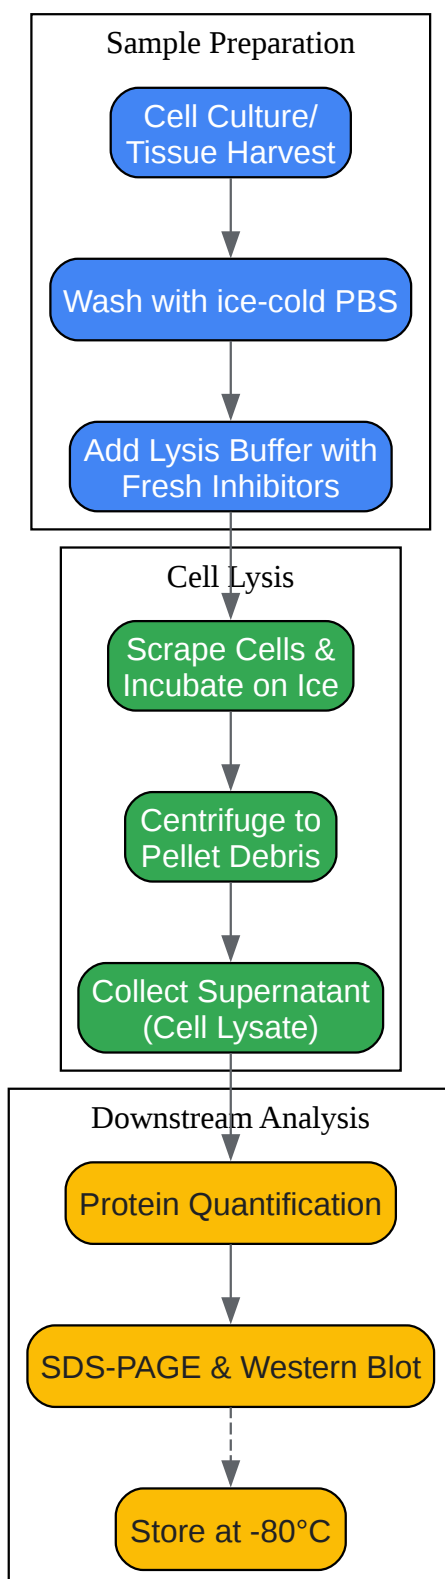 Sample Preparation
Cell Culture/
Tissue Harvest
Wash with ice-cold PBS
Add Lysis Buffer with
Fresh Inhibitors
Cell Lysis
Scrape Cells &
Incubate on Ice
Centrifuge to
Pellet Debris
Collect Supernatant
(Cell Lysate)
Downstream Analysis
Protein Quantification
SDS-PAGE & Western Blot
Store at -80°C